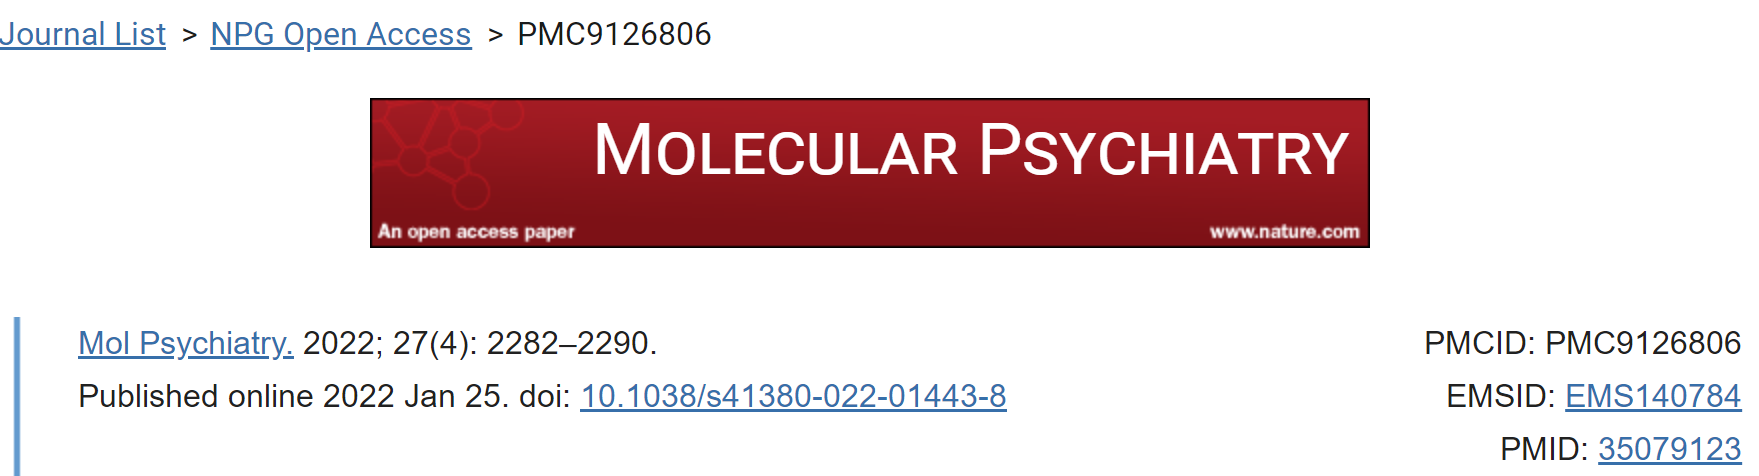 Journal List > NPG Open Access > PMC9126806
MOLECULAR PSYCHIATRY
An open access paper
www.nature.com
Mol Psychiatry. 2022; 27(4): 2282–2290.
Published online 2022 Jan 25. doi: 10.1038/s41380-022-01443-8
PMCID: PMC9126806
EMSID: EMS140784
PMID: 35079123